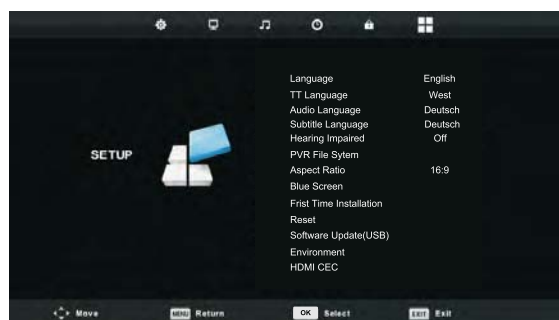 Language English
TT Language West
Audio Language Deutsch
Subtitle Language Deutsch
Hearing Impaired Off
SETUP
PVR File Sytem
Aspect Ratio 16:9
Blue Screen
Frist Time Installation
Reset
Software Update(USB)
Environment
HDMI CEC
Move MENU Return OK Select EXIT Exit